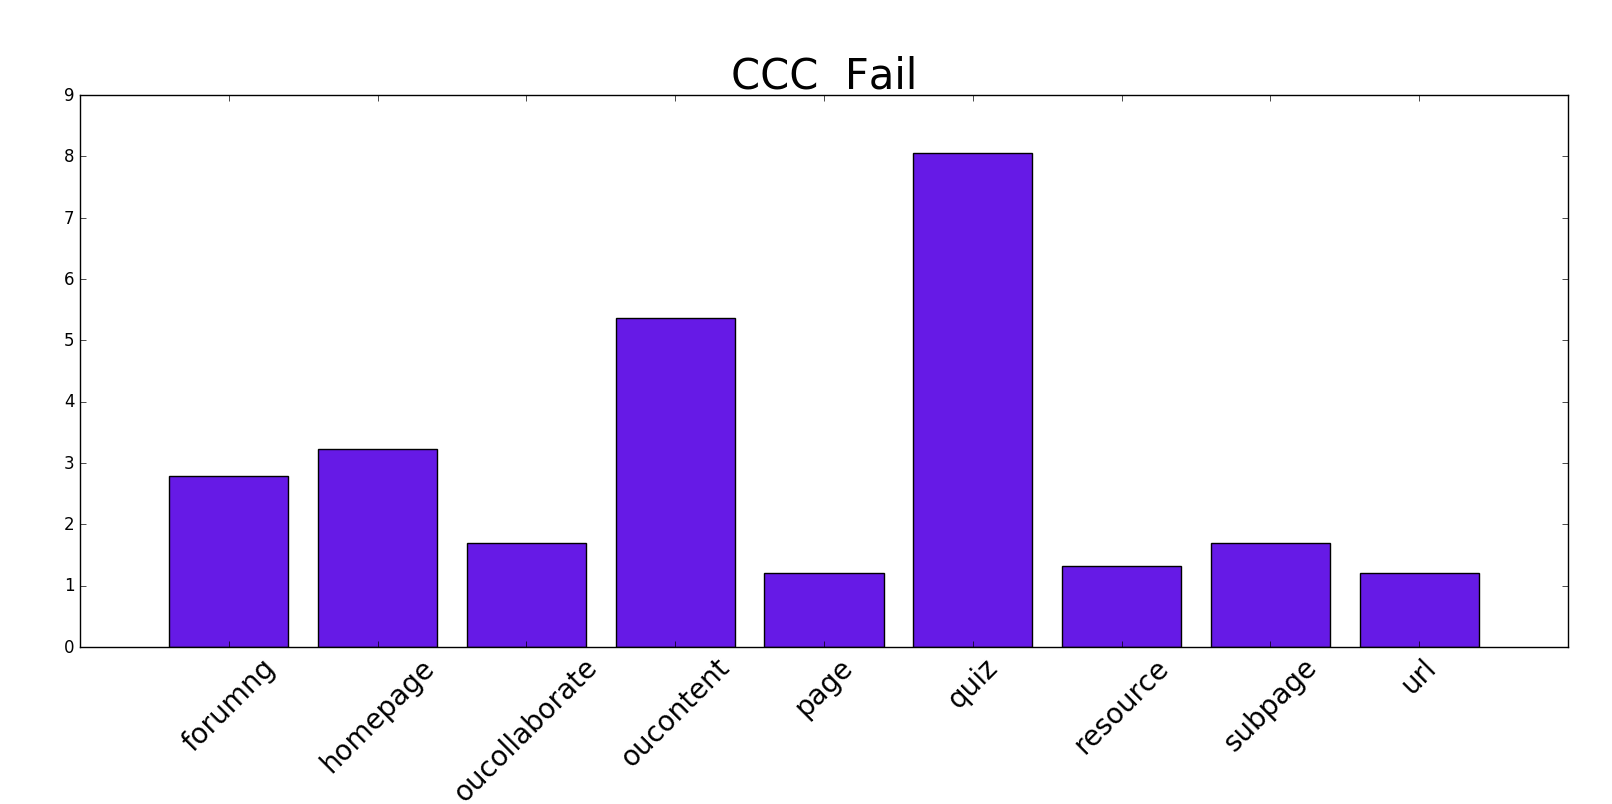 CCC  Fail
9
8
7
6
5
4
3
2
1
0
forumng
homepage
oucollaborate
oucontent
page
quiz
resource
subpage
url